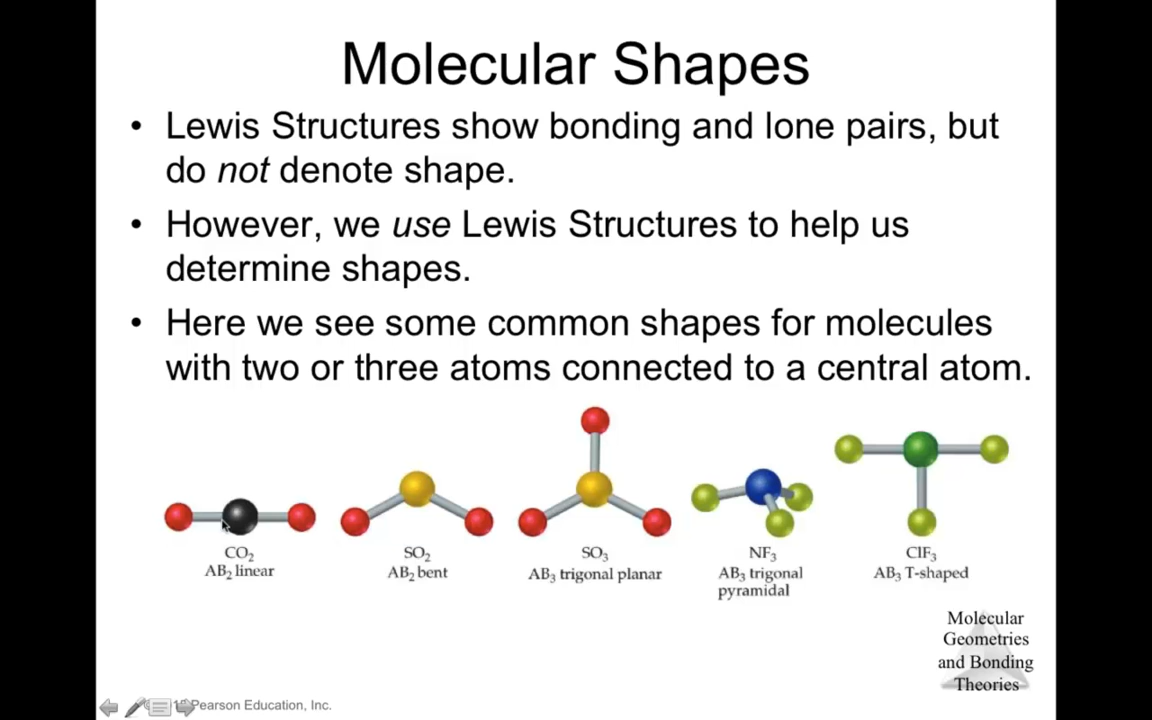 Molecular Shapes
• Lewis Structures show bonding and lone pairs, but
do not denote shape.
• However, we use Lewis Structures to help us
determine shapes.
• Here we see some common shapes for molecules
with two or three atoms connected to a central atom.
CO₂
AB₂ linear
SO₂
AB₂ bent
SO₃
AB₃ trigonal planar
NF₃
AB₃ trigonal
pyramidal
ClF₃
AB₃ T-shaped
Molecular
Geometries
and Bonding
Theories
Pearson Education, Inc.